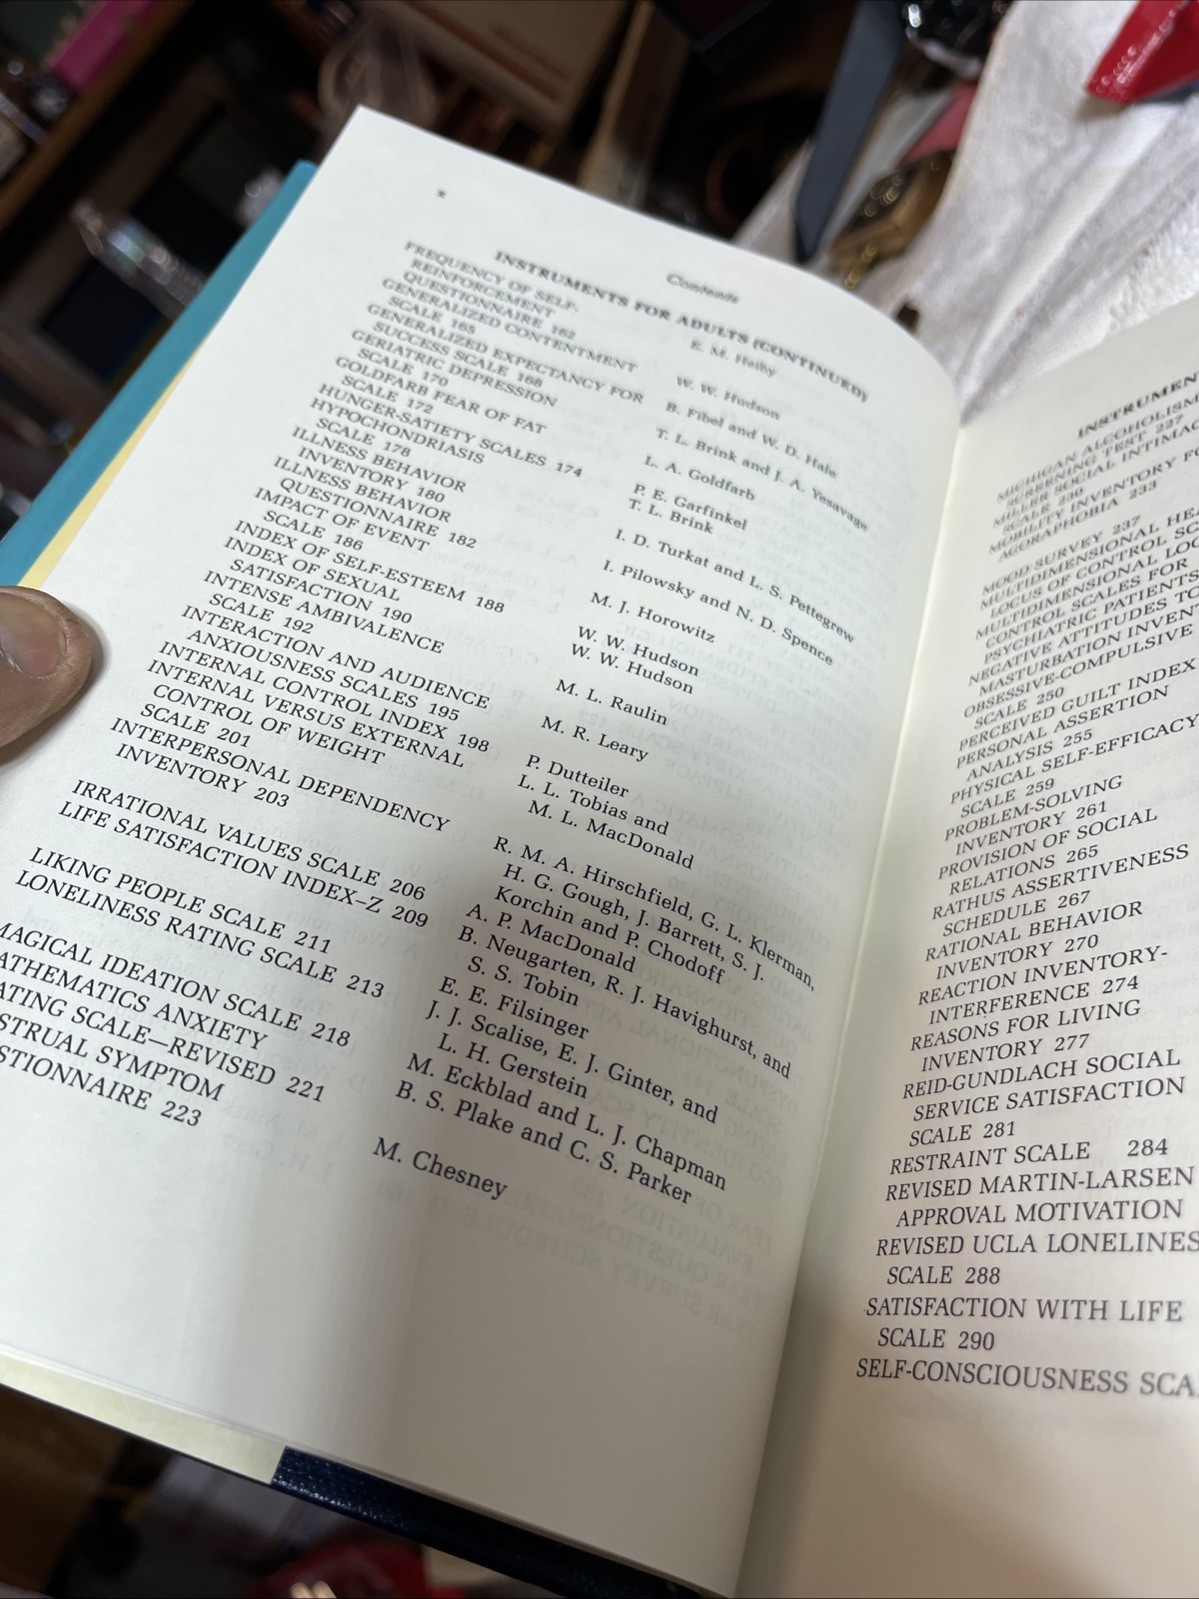 x
Contents
INSTRUMENTS FOR ADULTS (CONTINUED)
FREQUENCY OF SELF-
REINFORCEMENT
QUESTIONNAIRE 162
E. M. Heiby
GENERALIZED CONTENTMENT
SCALE 165
W. W. Hudson
GENERALIZED EXPECTANCY FOR
SUCCESS SCALE 168
B. Fibel and W. D. Hale
GERIATRIC DEPRESSION
SCALE 170
T. L. Brink and J. A. Yesavage
GOLDFARB FEAR OF FAT
SCALE 172
L. A. Goldfarb
HUNGER-SATIETY SCALES 174
P. E. Garfinkel
HYPOCHONDRIASIS
SCALE 178
T. L. Brink
ILLNESS BEHAVIOR
INVENTORY 180
I. D. Turkat and L. S. Pettegrew
ILLNESS BEHAVIOR
QUESTIONNAIRE 182
I. Pilowsky and N. D. Spence
IMPACT OF EVENT
SCALE 186
M. J. Horowitz
INDEX OF SELF-ESTEEM 188
W. W. Hudson
INDEX OF SEXUAL
SATISFACTION 190
W. W. Hudson
INTENSE AMBIVALENCE
SCALE 192
M. L. Raulin
INTERACTION AND AUDIENCE
ANXIOUSNESS SCALES 195
M. R. Leary
INTERNAL CONTROL INDEX 198
P. Dutteiler
INTERNAL VERSUS EXTERNAL
CONTROL OF WEIGHT
SCALE 201
L. L. Tobias and
M. L. MacDonald
INTERPERSONAL DEPENDENCY
INVENTORY 203
R. M. A. Hirschfield, G. L. Klerman,
H. G. Gough, J. Barrett, S. J.
Korchin and P. Chodoff
IRRATIONAL VALUES SCALE 206
A. P. MacDonald
LIFE SATISFACTION INDEX–Z 209
B. Neugarten, R. J. Havighurst, and
S. S. Tobin
LIKING PEOPLE SCALE 211
E. E. Filsinger
LONELINESS RATING SCALE 213
J. J. Scalise, E. J. Ginter, and
L. H. Gerstein
MAGICAL IDEATION SCALE 218
M. Eckblad and L. J. Chapman
ATHEMATICS ANXIETY
ATING SCALE—REVISED 221
B. S. Plake and C. S. Parker
STRUAL SYMPTOM
STIONNAIRE 223
M. Chesney
INSTRUMEN
MICHIGAN ALCOHOLISM
SCREENING TEST 227
MILLER SOCIAL INTIMAC
SCALE 230
MOBILITY INVENTORY FO
AGORAPHOBIA 233
MOOD SURVEY 237
MULTIDIMENSIONAL HEA
LOCUS OF CONTROL SC
MULTIDIMENSIONAL LOC
CONTROL SCALES FOR
PSYCHIATRIC PATIENTS
NEGATIVE ATTITUDES TO
MASTURBATION INVEN
OBSESSIVE-COMPULSIVE
SCALE 250
PERCEIVED GUILT INDEX
PERSONAL ASSERTION
ANALYSIS 255
PHYSICAL SELF-EFFICACY
SCALE 259
PROBLEM-SOLVING
INVENTORY 261
PROVISION OF SOCIAL
RELATIONS 265
RATHUS ASSERTIVENESS
SCHEDULE 267
RATIONAL BEHAVIOR
INVENTORY 270
REACTION INVENTORY-
INTERFERENCE 274
REASONS FOR LIVING
INVENTORY 277
REID-GUNDLACH SOCIAL
SERVICE SATISFACTION
SCALE 281
RESTRAINT SCALE 284
REVISED MARTIN-LARSEN
APPROVAL MOTIVATION
REVISED UCLA LONELINES
SCALE 288
SATISFACTION WITH LIFE
SCALE 290
SELF-CONSCIOUSNESS SCA